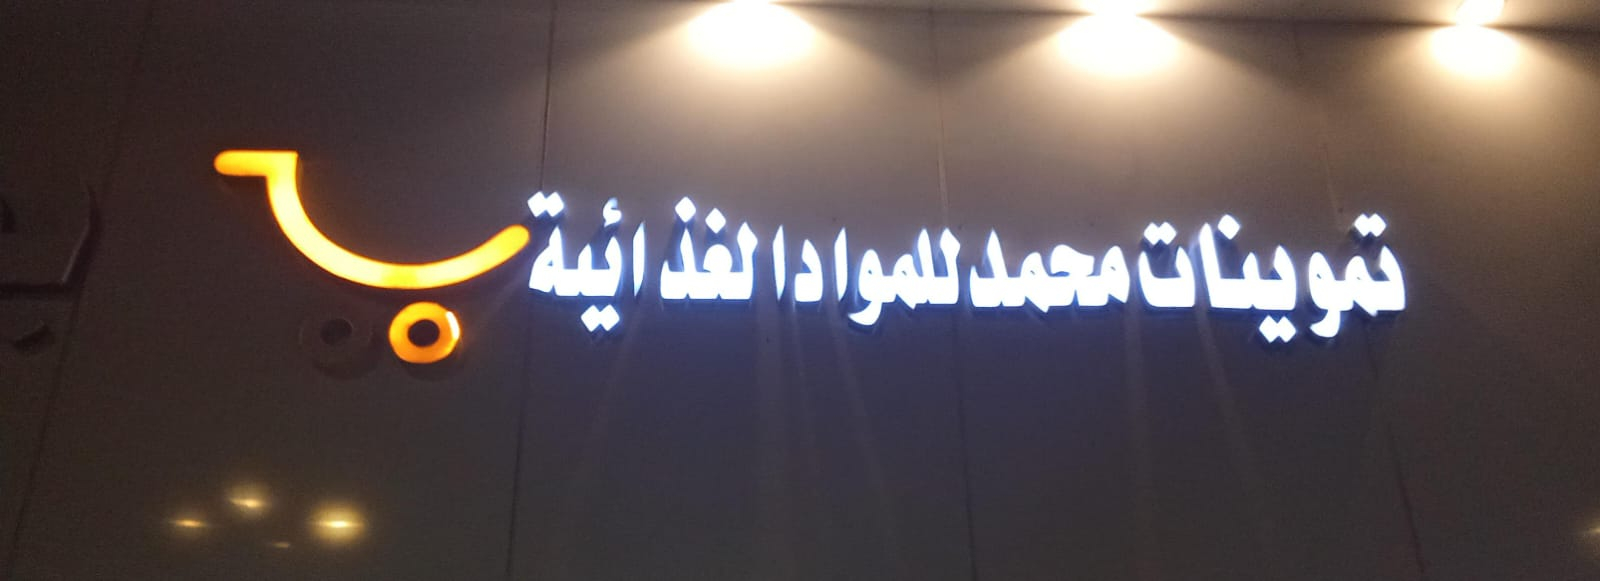 تموينات محمد للمواد الغذائية